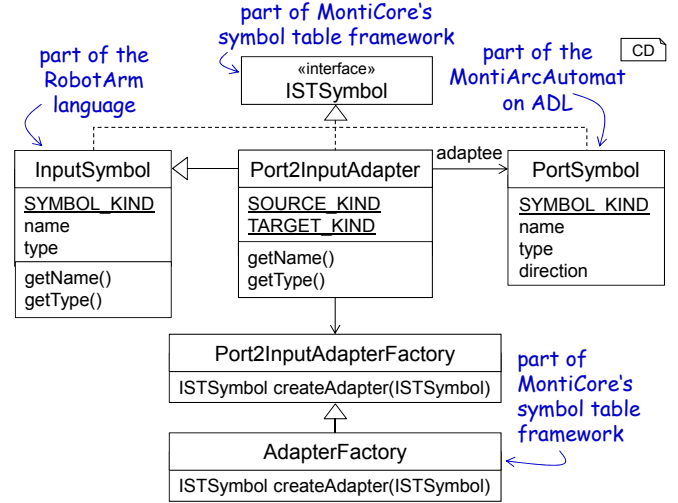 part of MontiCore's
symbol table framework
part of the
RobotArm
language
part of the
MontiArcAutomat
on ADL
CD
«interface»
ISTSymbol
InputSymbol
SYMBOL_KIND
name
type
getName()
getType()
Port2InputAdapter
SOURCE_KIND
TARGET_KIND
getName()
getType()
adaptee
PortSymbol
SYMBOL_KIND
name
type
direction
Port2InputAdapterFactory
ISTSymbol createAdapter(ISTSymbol)
part of
MontiCore's
symbol table
framework
AdapterFactory
ISTSymbol createAdapter(ISTSymbol)